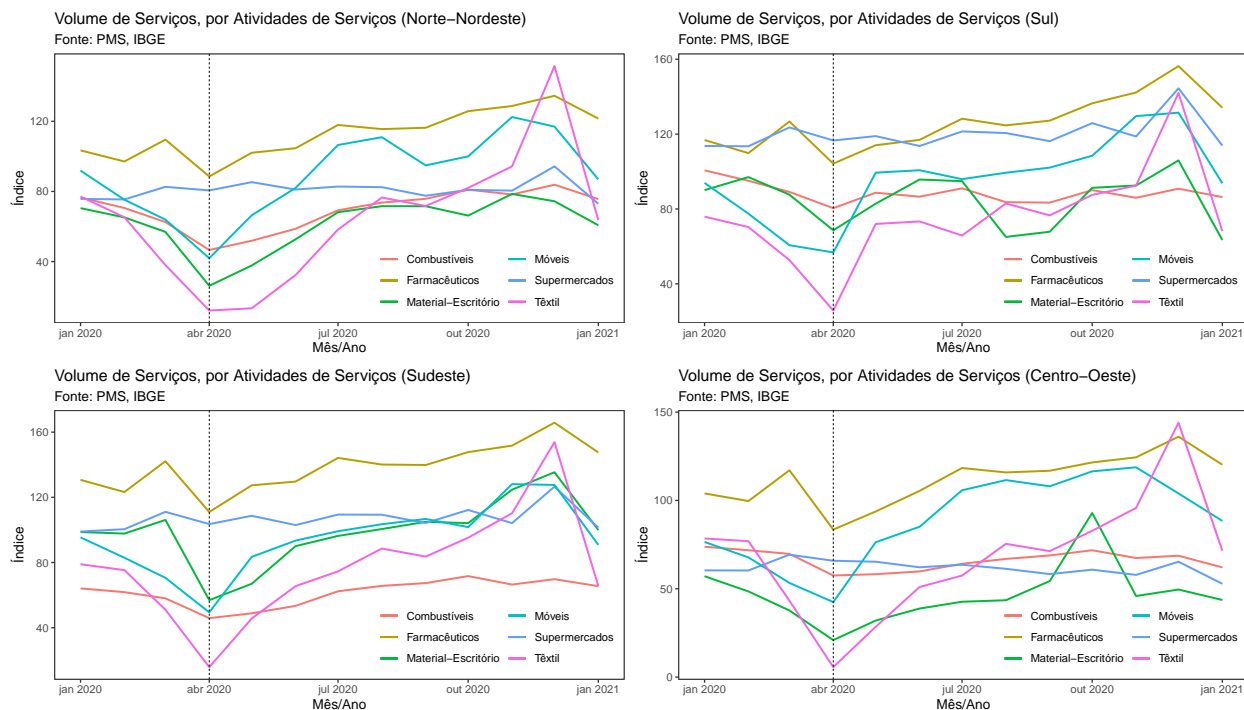 Volume de Serviços, por Atividades de Serviços (Norte−Nordeste)
Fonte: PMS, IBGE
Índice
120
80
40
Combustíveis
Farmacêuticos
Material−Escritório
Móveis
Supermercados
Têxtil
jan 2020
abr 2020
jul 2020
out 2020
jan 2021
Mês/Ano
Volume de Serviços, por Atividades de Serviços (Sul)
Fonte: PMS, IBGE
Índice
160
120
80
40
Combustíveis
Farmacêuticos
Material−Escritório
Móveis
Supermercados
Têxtil
jan 2020
abr 2020
jul 2020
out 2020
jan 2021
Mês/Ano
Volume de Serviços, por Atividades de Serviços (Sudeste)
Fonte: PMS, IBGE
Índice
160
120
80
40
Combustíveis
Farmacêuticos
Material−Escritório
Móveis
Supermercados
Têxtil
jan 2020
abr 2020
jul 2020
out 2020
jan 2021
Mês/Ano
Volume de Serviços, por Atividades de Serviços (Centro−Oeste)
Fonte: PMS, IBGE
Índice
150
100
50
0
Combustíveis
Farmacêuticos
Material−Escritório
Móveis
Supermercados
Têxtil
jan 2020
abr 2020
jul 2020
out 2020
jan 2021
Mês/Ano